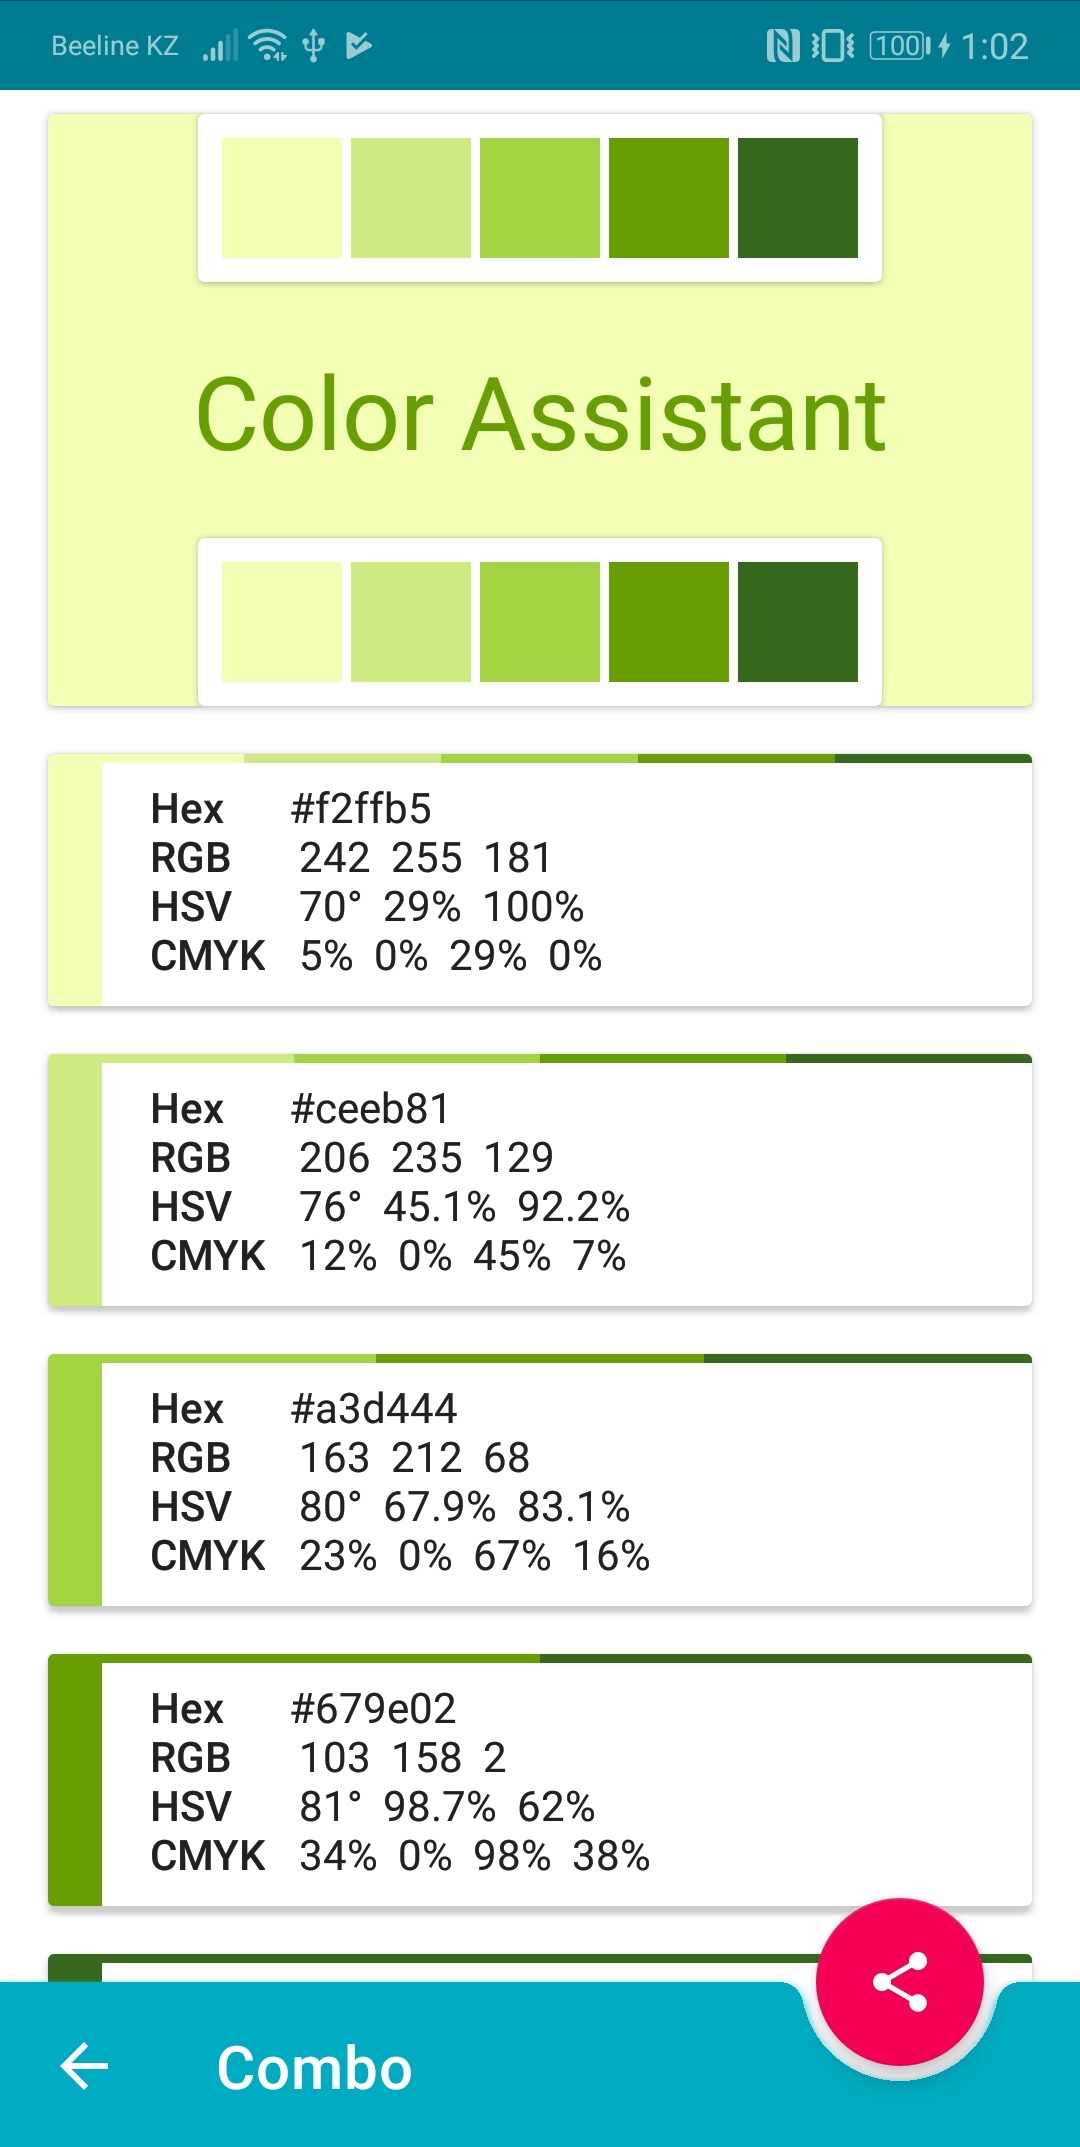 Beeline KZ 100 1:02
Color Assistant
Hex #f2ffb5
RGB 242 255 181
HSV 70° 29% 100%
CMYK 5% 0% 29% 0%
Hex #ceeb81
RGB 206 235 129
HSV 76° 45.1% 92.2%
CMYK 12% 0% 45% 7%
Hex #a3d444
RGB 163 212 68
HSV 80° 67.9% 83.1%
CMYK 23% 0% 67% 16%
Hex #679e02
RGB 103 158 2
HSV 81° 98.7% 62%
CMYK 34% 0% 98% 38%
Combo